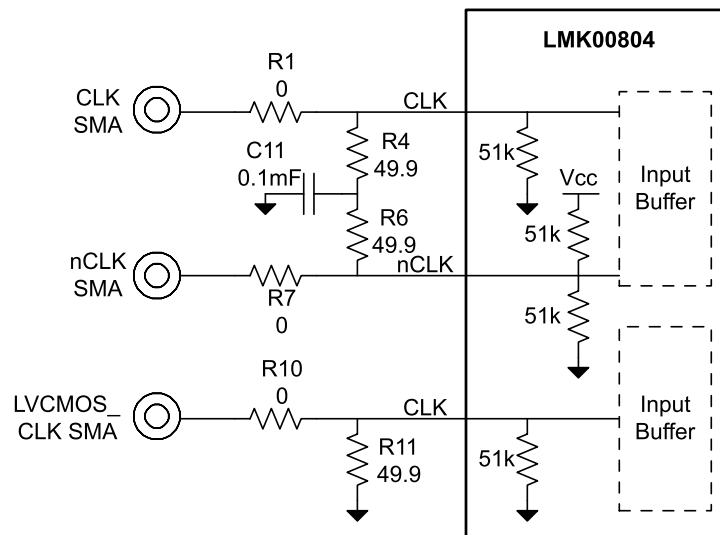 LMK00804
R1
0
CLK
SMA
CLK
R4
49.9
C11
0.1mF
51k
Vcc
Input
Buffer
R6
49.9
51k
nCLK
SMA
nCLK
R7
0
51k
R10
0
LVCMOS_
CLK SMA
CLK
Input
Buffer
R11
49.9
51k